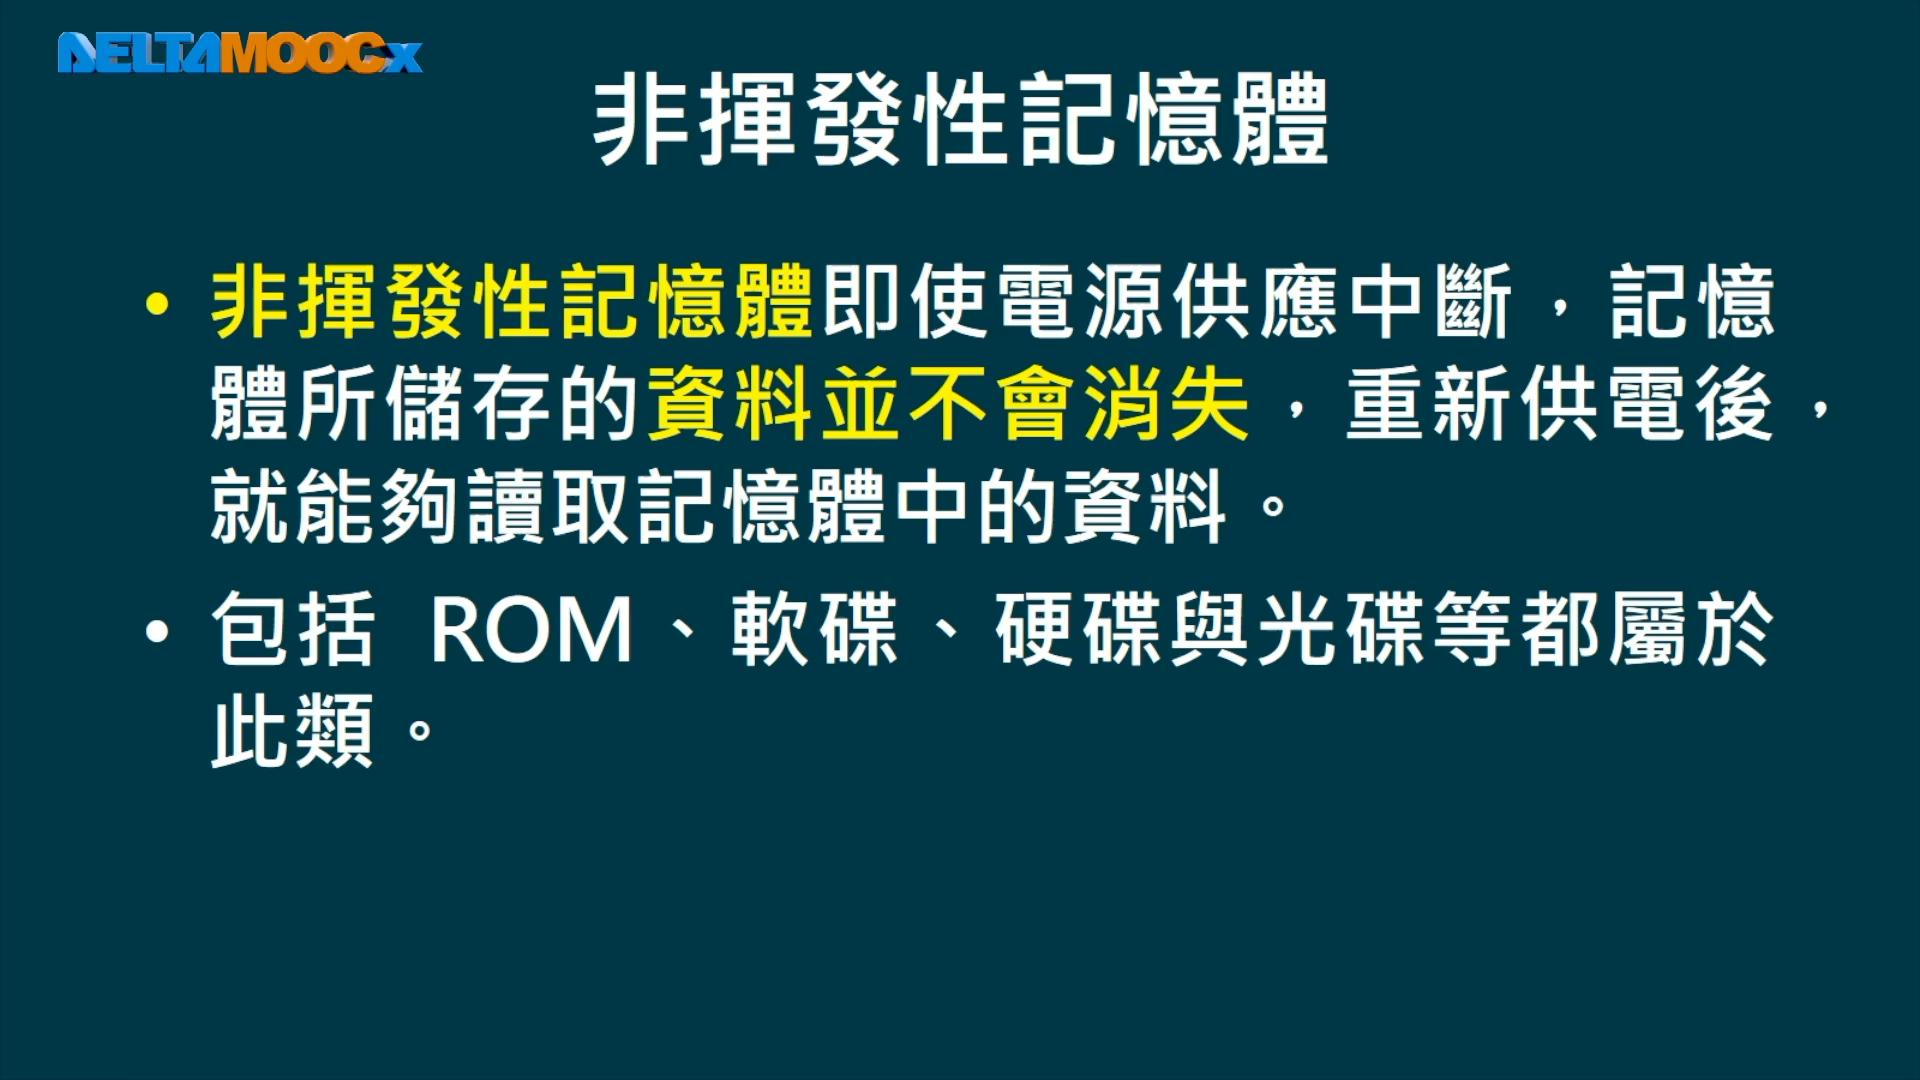 DELTAMOOCx
非揮發性記憶體
• 非揮發性記憶體即使電源供應中斷，記憶
體所儲存的資料並不會消失，重新供電後，
就能夠讀取記憶體中的資料。
• 包括 ROM、軟碟、硬碟與光碟等都屬於
此類。